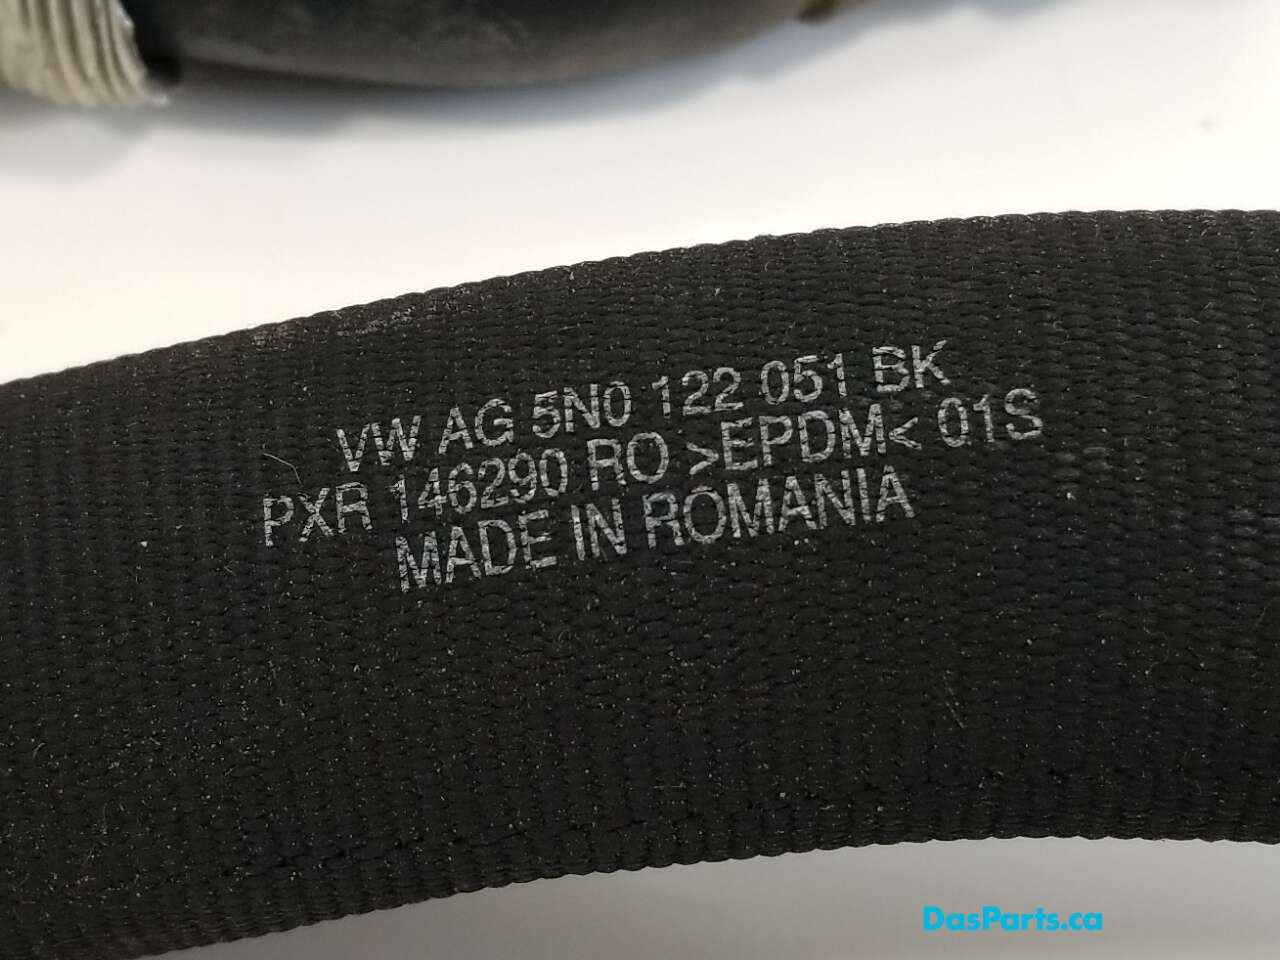 VW AG 5N0 122 051 BK
PXR 146290 RO >EPDM< 01S
MADE IN ROMANIA
DasParts.ca